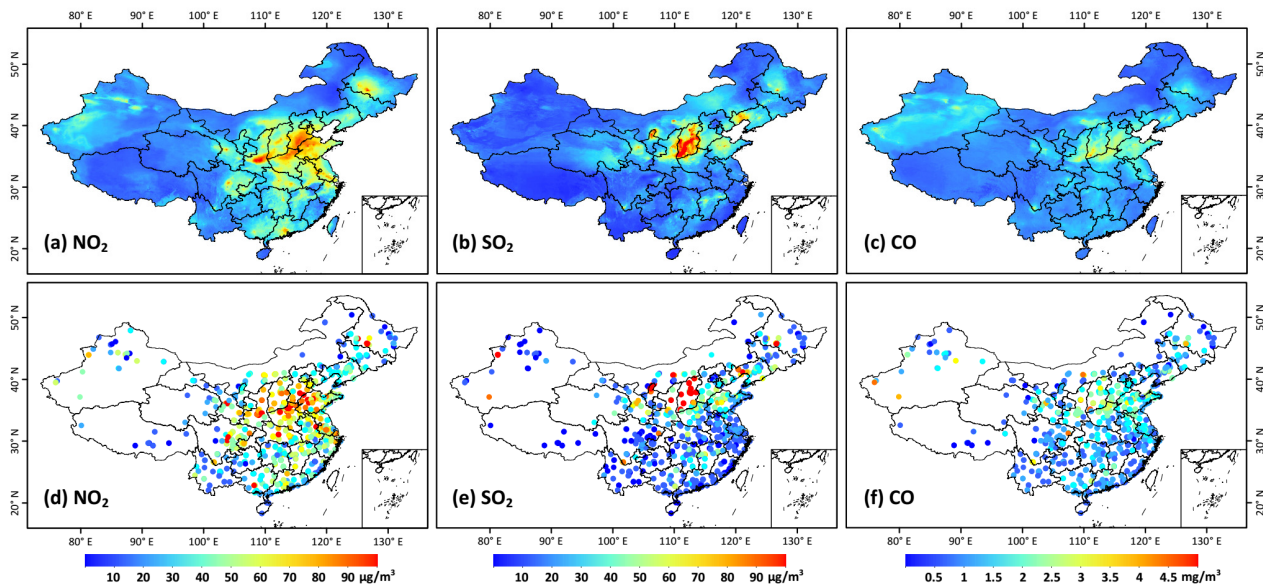 80° E 90° E 100° E 110° E 120° E 130° E 80° E 90° E 100° E 110° E 120° E 130° E 80° E 90° E 100° E 110° E 120° E 130° E
50° N 50° N
40° N 40° N
30° N 30° N
20° N 20° N
(a) NO₂ (b) SO₂ (c) CO
50° N 50° N
40° N 40° N
30° N 30° N
20° N 20° N
(d) NO₂ (e) SO₂ (f) CO
80° E 90° E 100° E 110° E 120° E 130° E 80° E 90° E 100° E 110° E 120° E 130° E 80° E 90° E 100° E 110° E 120° E 130° E
10 20 30 40 50 60 70 80 90 µg/m³ 10 20 30 40 50 60 70 80 90 µg/m³ 0.5 1 1.5 2 2.5 3 3.5 4 4.5 mg/m³